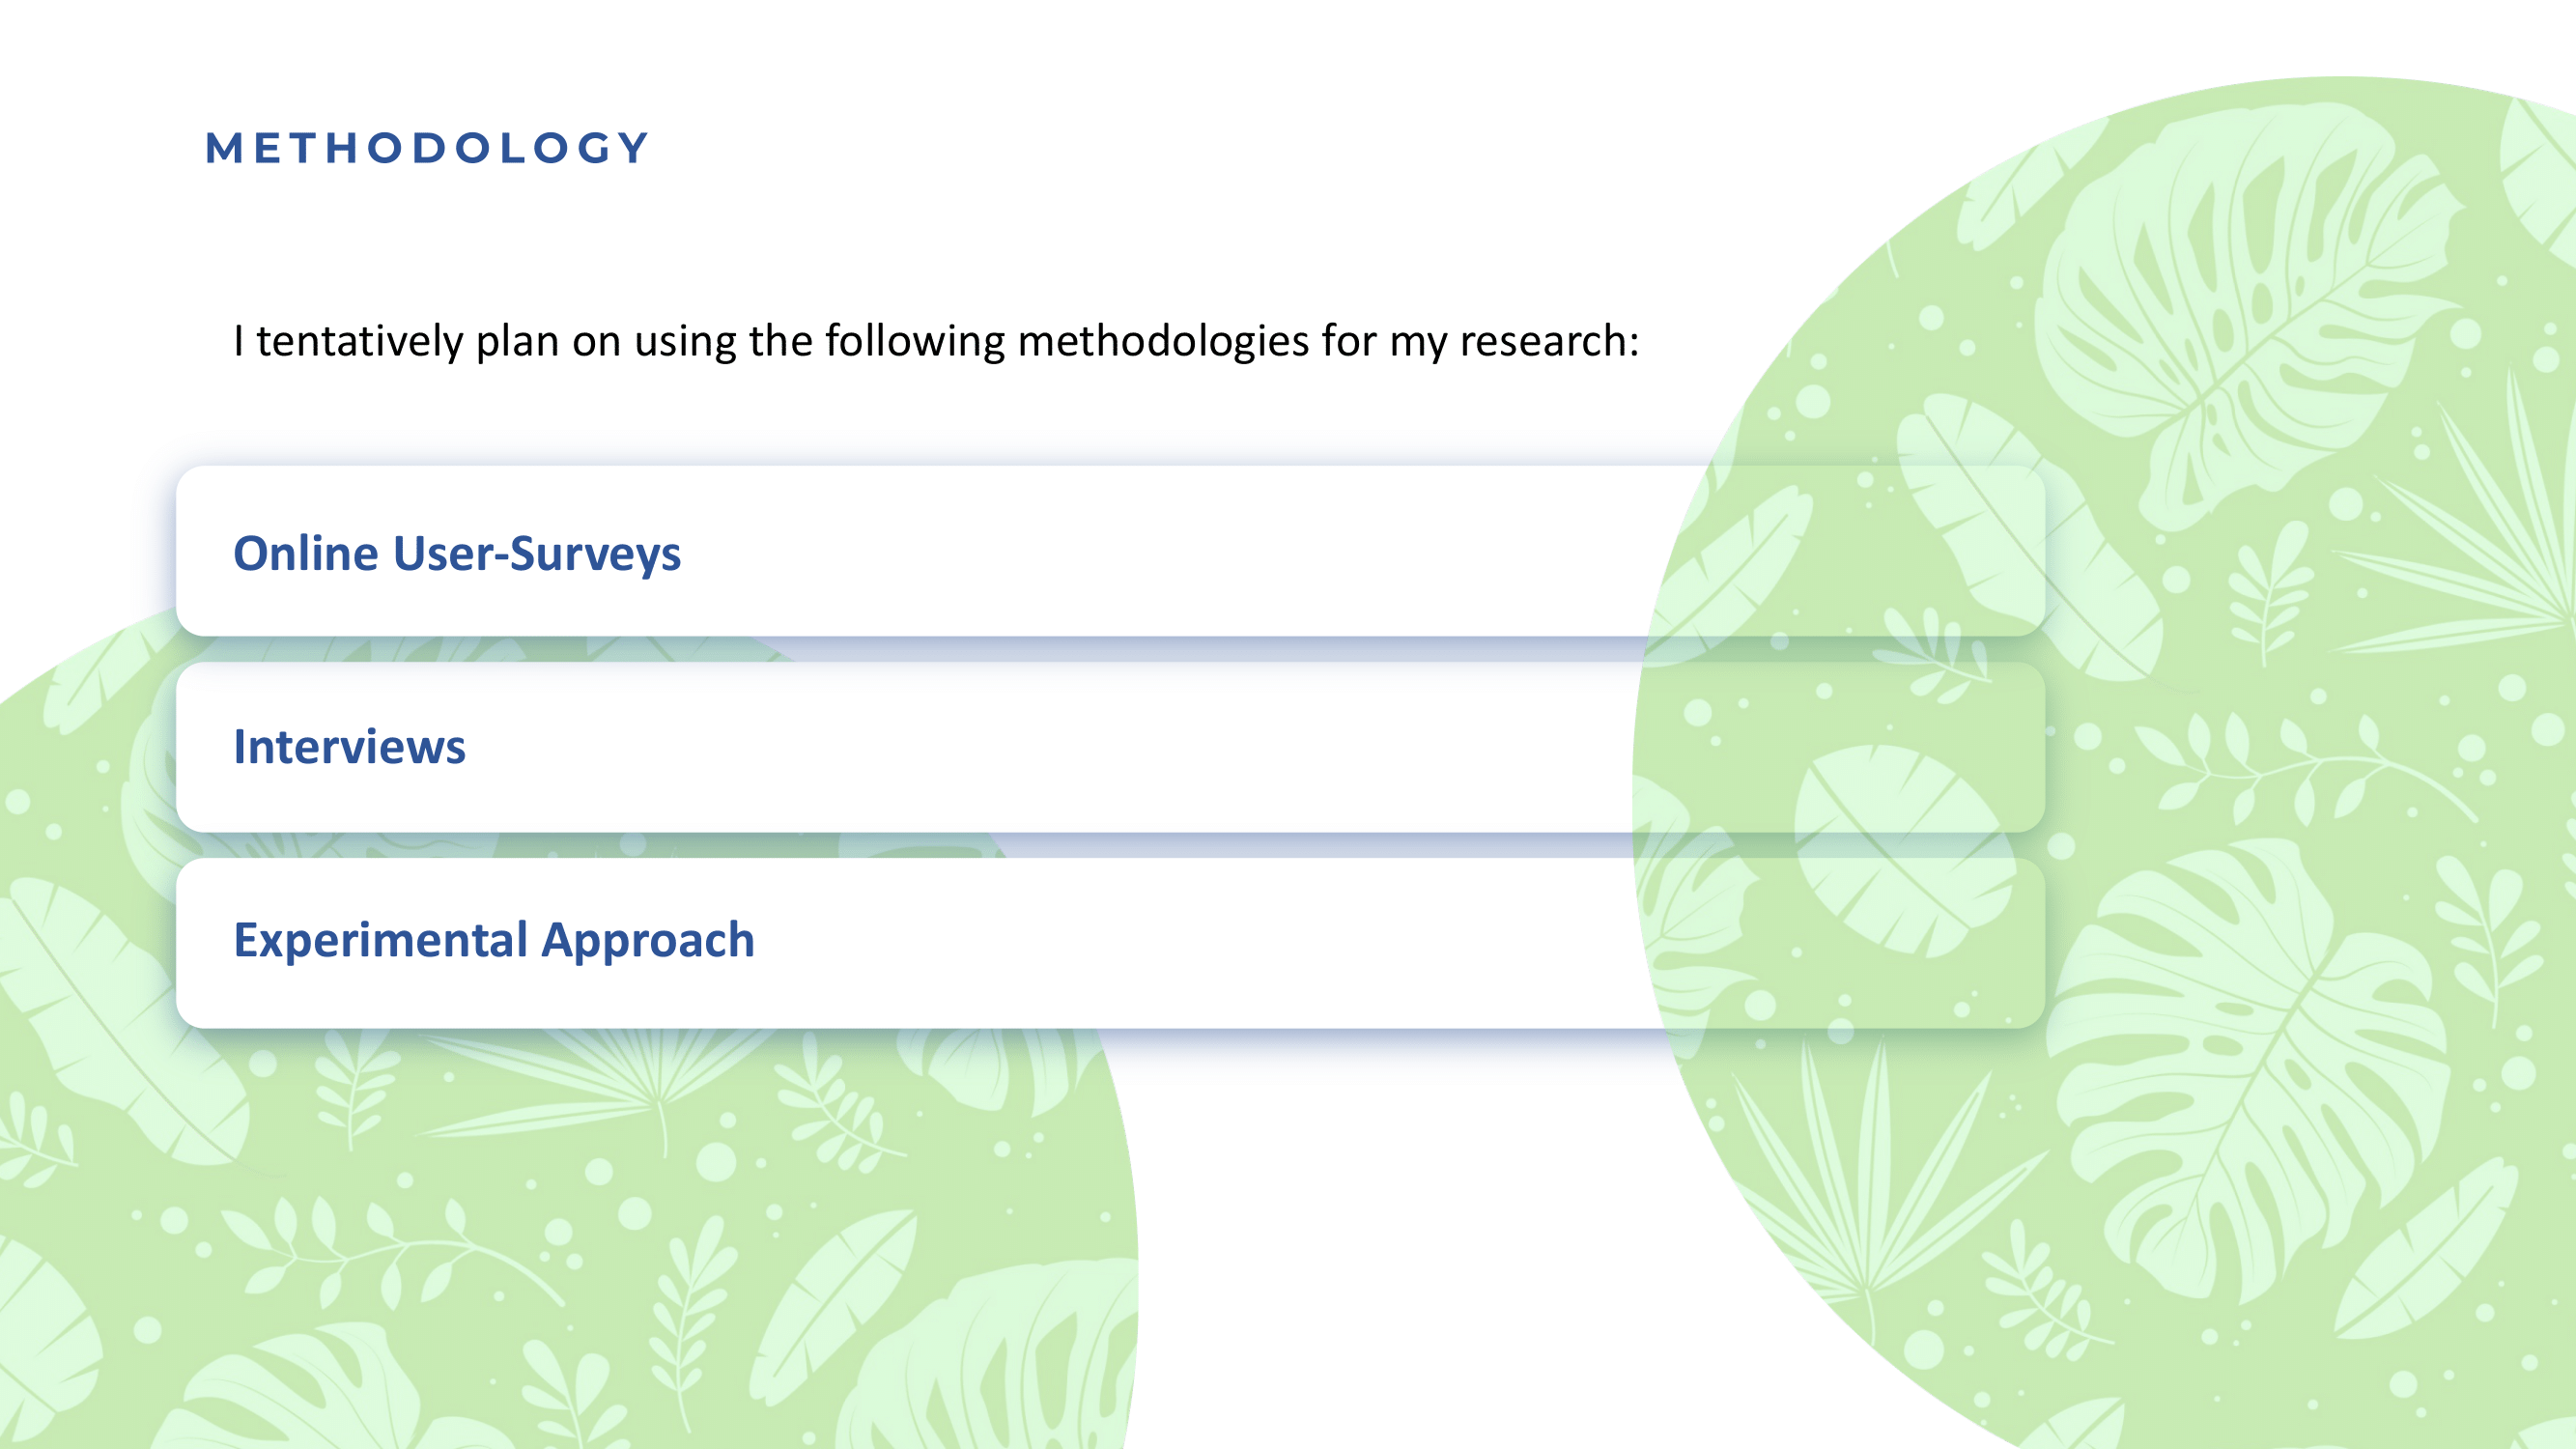 METHODOLOGY
I tentatively plan on using the following methodologies for my research:
Online User-Surveys
Interviews
Experimental Approach